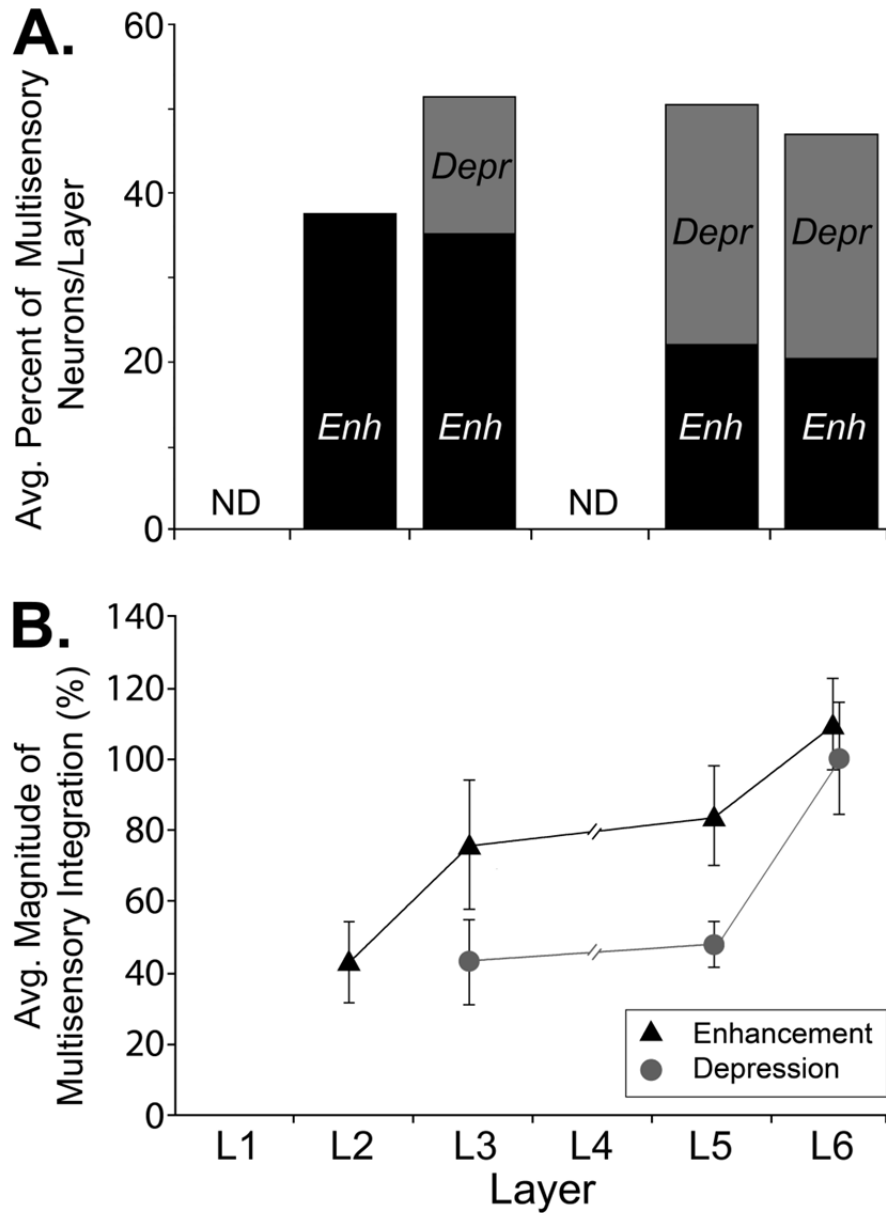 A.
Avg. Percent of Multisensory
Neurons/Layer
60
40
20
0
ND
Enh
Depr
Enh
ND
Depr
Enh
Depr
Enh
B.
Avg. Magnitude of
Multisensory Integration (%)
140
120
100
80
60
40
20
0
Enhancement
Depression
L1 L2 L3 L4 L5 L6
Layer